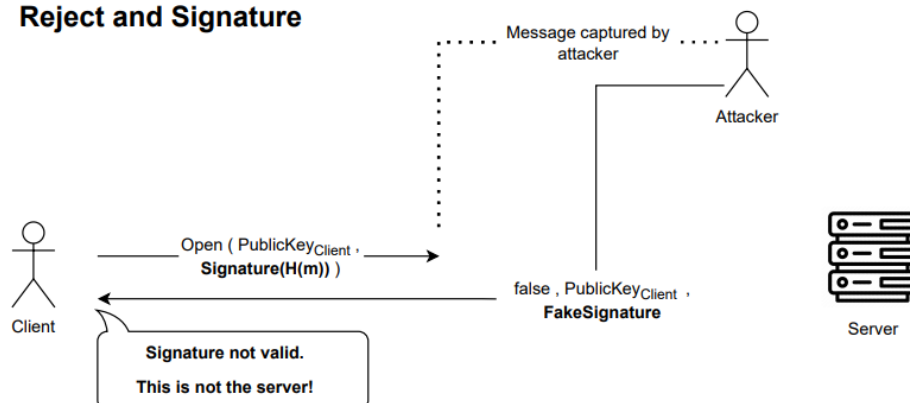 Reject and Signature
Message captured by
attacker
Attacker
Open ( PublicKeyClient ,
Signature(H(m)) )
false , PublicKeyClient ,
FakeSignature
Client
Server
Signature not valid.
This is not the server!